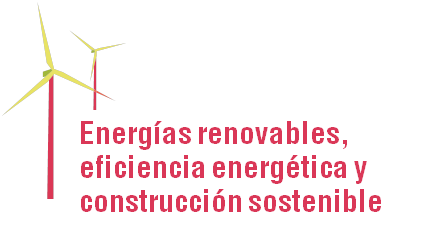 Energías renovables,
eficiencia energética y
construcción sostenible